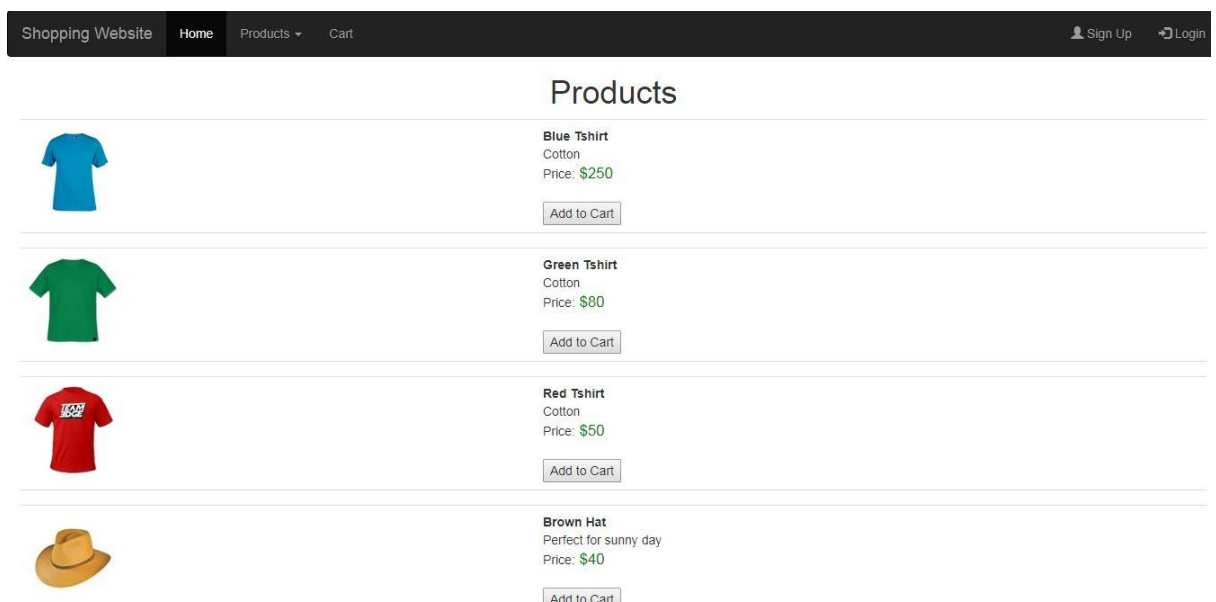 Shopping Website Home Products Cart Sign Up Login
Products
Blue Tshirt
Cotton
Price: $250
Add to Cart
Green Tshirt
Cotton
Price: $80
Add to Cart
TEAM
EDGE
Red Tshirt
Cotton
Price: $50
Add to Cart
Brown Hat
Perfect for sunny day
Price: $40
Add to Cart